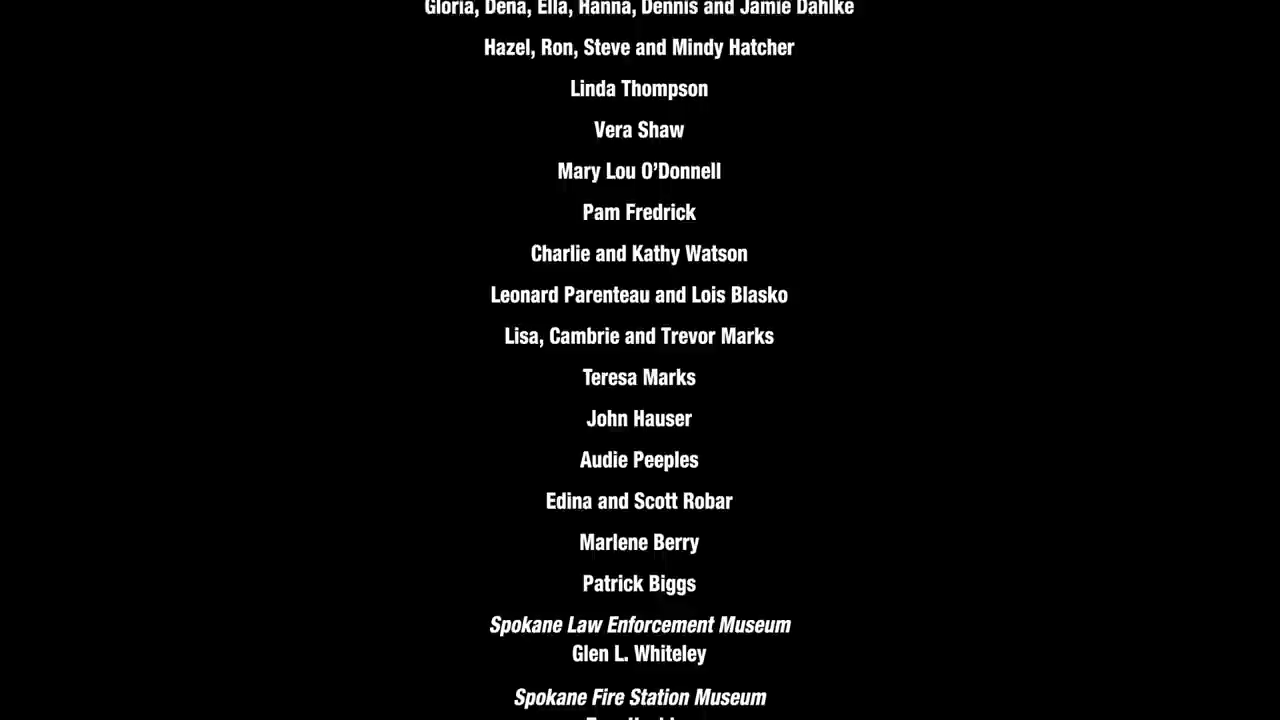 Gloria, Dena, Ella, Hanna, Dennis and Jamie Dahlke
Hazel, Ron, Steve and Mindy Hatcher
Linda Thompson
Vera Shaw
Mary Lou O’Donnell
Pam Fredrick
Charlie and Kathy Watson
Leonard Parenteau and Lois Blasko
Lisa, Cambrie and Trevor Marks
Teresa Marks
John Hauser
Audie Peeples
Edina and Scott Robar
Marlene Berry
Patrick Biggs
Spokane Law Enforcement Museum
Glen L. Whiteley
Spokane Fire Station Museum